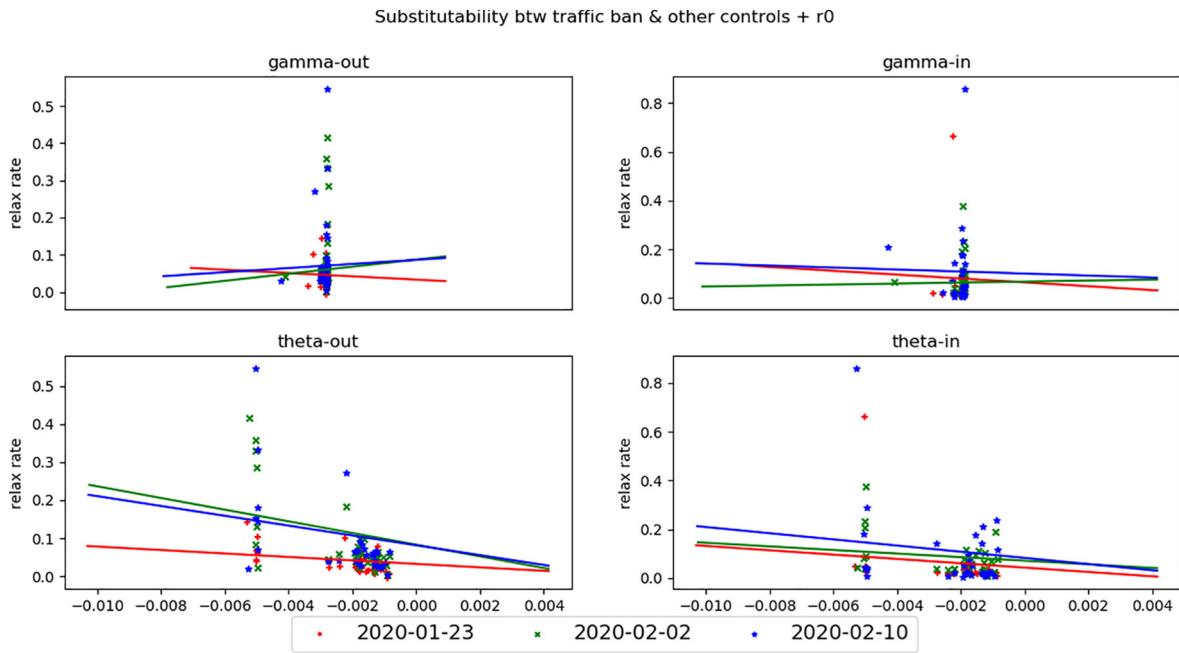 Substitutability btw traffic ban & other controls + r0
gamma-out
relax rate
0.5
0.4
0.3
0.2
0.1
0.0
gamma-in
relax rate
0.8
0.6
0.4
0.2
0.0
theta-out
relax rate
0.5
0.4
0.3
0.2
0.1
0.0
−0.010 −0.008 −0.006 −0.004 −0.002 0.000 0.002 0.004
theta-in
relax rate
0.8
0.6
0.4
0.2
0.0
−0.010 −0.008 −0.006 −0.004 −0.002 0.000 0.002 0.004
2020-01-23 2020-02-02 2020-02-10